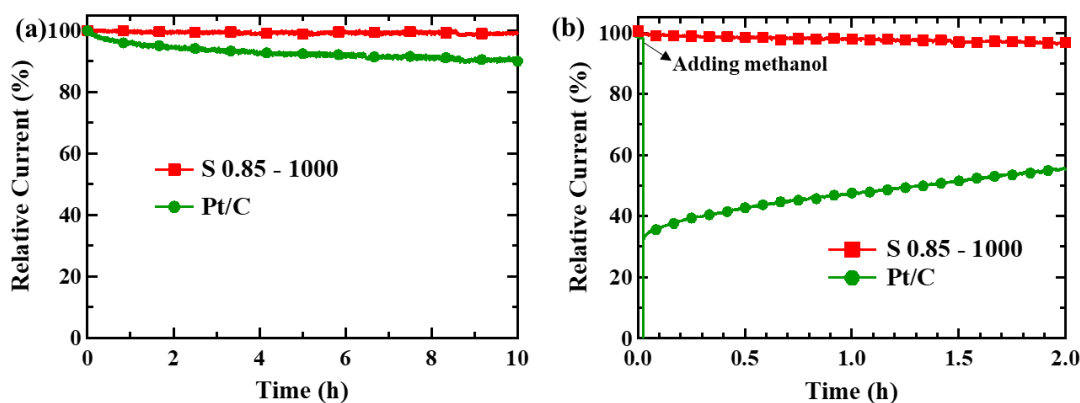 (a)
100
80
60
40
20
0
Relative Current (%)
S 0.85 - 1000
Pt/C
0 2 4 6 8 10
Time (h)
(b)
100
80
60
40
20
0
Relative Current (%)
Adding methanol
S 0.85 - 1000
Pt/C
0.0 0.5 1.0 1.5 2.0
Time (h)